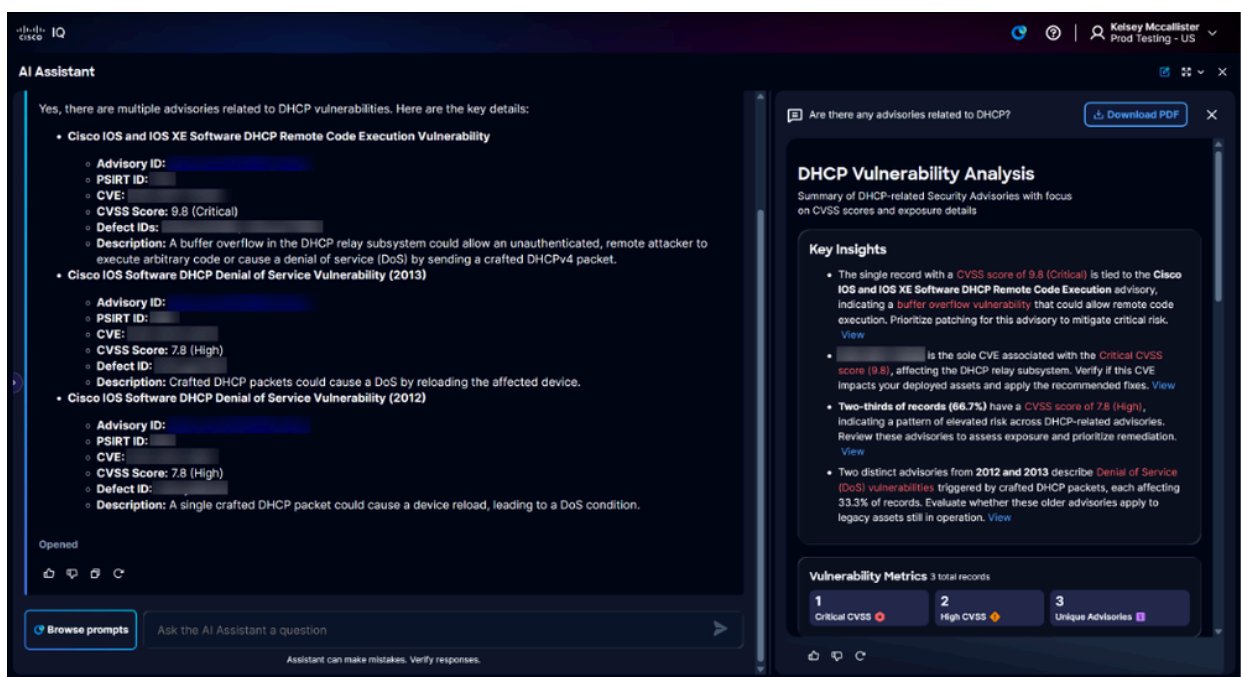 cisco IQ
Kelsey Mccallister
Prod Testing - US
AI Assistant
Yes, there are multiple advisories related to DHCP vulnerabilities. Here are the key details:
• Cisco IOS and IOS XE Software DHCP Remote Code Execution Vulnerability
◦ Advisory ID:
◦ PSIRT ID:
◦ CVE:
◦ CVSS Score: 9.8 (Critical)
◦ Defect IDs:
◦ Description: A buffer overflow in the DHCP relay subsystem could allow an unauthenticated, remote attacker to
execute arbitrary code or cause a denial of service (DoS) by sending a crafted DHCPv4 packet.
• Cisco IOS Software DHCP Denial of Service Vulnerability (2013)
◦ Advisory ID:
◦ PSIRT ID:
◦ CVE:
◦ CVSS Score: 7.8 (High)
◦ Defect ID:
◦ Description: Crafted DHCP packets could cause a DoS by reloading the affected device.
• Cisco IOS Software DHCP Denial of Service Vulnerability (2012)
◦ Advisory ID:
◦ PSIRT ID:
◦ CVE:
◦ CVSS Score: 7.8 (High)
◦ Defect ID:
◦ Description: A single crafted DHCP packet could cause a device reload, leading to a DoS condition.
Opened
Browse prompts
Ask the AI Assistant a question
Assistant can make mistakes. Verify responses.
Are there any advisories related to DHCP?
Download PDF
DHCP Vulnerability Analysis
Summary of DHCP-related Security Advisories with focus
on CVSS scores and exposure details
Key Insights
• The single record with a CVSS score of 9.8 (Critical) is tied to the Cisco
IOS and IOS XE Software DHCP Remote Code Execution advisory,
indicating a buffer overflow vulnerability that could allow remote code
execution. Prioritize patching for this advisory to mitigate critical risk.
View
• is the sole CVE associated with the Critical CVSS
score (9.8), affecting the DHCP relay subsystem. Verify if this CVE
impacts your deployed assets and apply the recommended fixes. View
• Two-thirds of records (66.7%) have a CVSS score of 7.8 (High),
indicating a pattern of elevated risk across DHCP-related advisories.
Review these advisories to assess exposure and prioritize remediation.
View
• Two distinct advisories from 2012 and 2013 describe Denial of Service
(DoS) vulnerabilities triggered by crafted DHCP packets, each affecting
33.3% of records. Evaluate whether these older advisories apply to
legacy assets still in operation. View
Vulnerability Metrics 3 total records
1
Critical CVSS
2
High CVSS
3
Unique Advisories